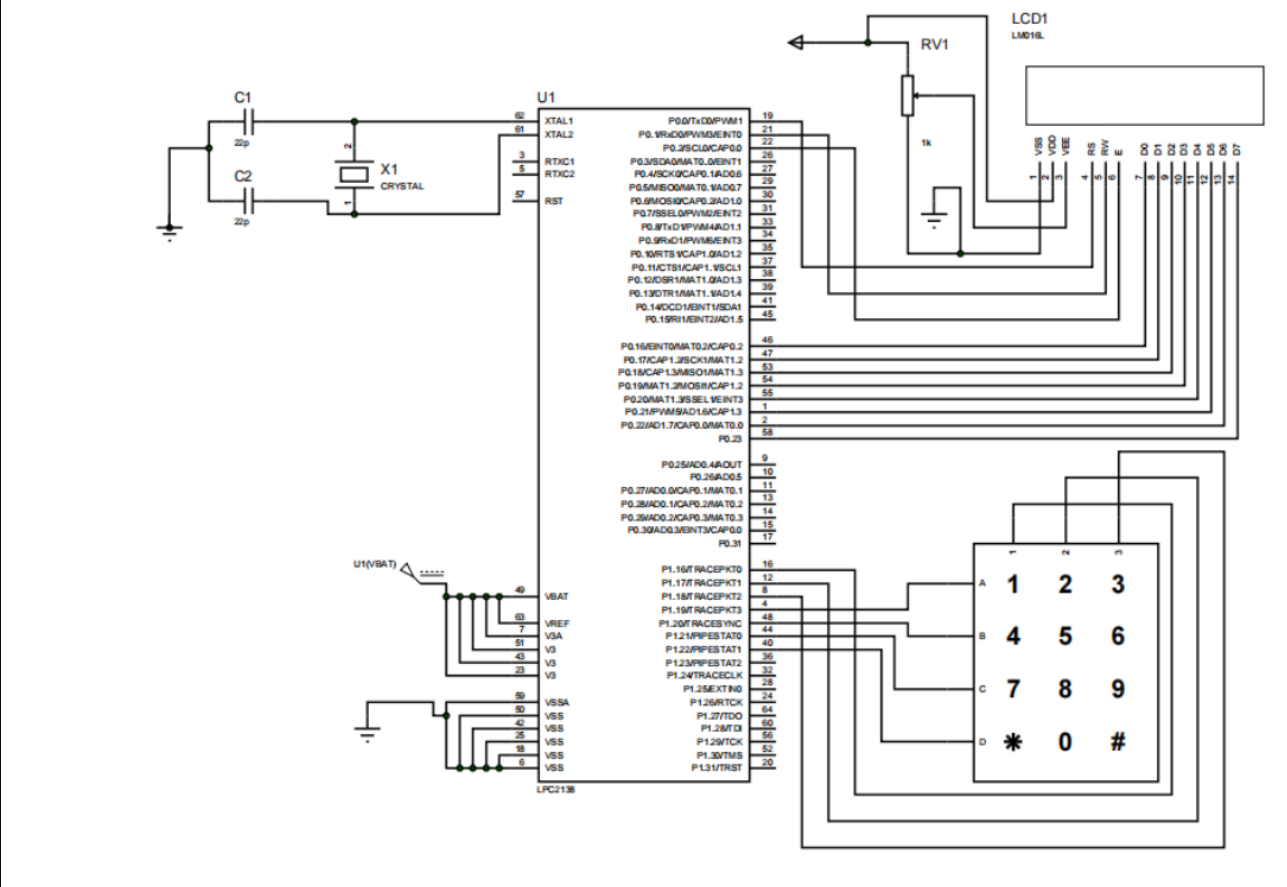 LCD1
LM016L
RV1
1k
VSS
VDD
VEE
RS
RW
E
D0
D1
D2
D3
D4
D5
D6
D7
1
2
3
4
5
6
7
8
9
10
11
12
13
14
C1
22p
C2
22p
2
X1
CRYSTAL
1
U1
62 XTAL1
61 XTAL2
3 RTXC1
5 RTXC2
57 RST
P0.0/TxD0/PWM1 19
P0.1/RxD0/PWM3/EINT0 21
P0.2/SCL0/CAP0.0 22
P0.3/SDA0/MAT0.0/EINT1 26
P0.4/SCK0/CAP0.1/AD0.6 27
P0.5/MISO0/MAT0.1/AD0.7 29
P0.6/MOSI0/CAP0.2/AD1.0 30
P0.7/SSEL0/PWM2/EINT2 31
P0.8/TxD1/PWM4/AD1.1 33
P0.9/RxD1/PWM6/EINT3 34
P0.10/RTS1/CAP1.0/AD1.2 35
P0.11/CTS1/CAP1.1/SCL1 37
P0.12/DSR1/MAT1.0/AD1.3 38
P0.13/DTR1/MAT1.1/AD1.4 39
P0.14/DCD1/EINT1/SDA1 41
P0.15/RI1/EINT2/AD1.5 45
P0.16/EINT0/MAT0.2/CAP0.2 46
P0.17/CAP1.2/SCK1/MAT1.2 47
P0.18/CAP1.3/MISO1/MAT1.3 53
P0.19/MAT1.2/MOSI1/CAP1.2 54
P0.20/MAT1.3/SSEL1/EINT3 55
P0.21/PWM5/AD1.6/CAP1.3 1
P0.22/AD1.7/CAP0.0/MAT0.0 2
P0.23 58
P0.25/AD0.4/AOUT 9
P0.26/AD0.5 10
P0.27/AD0.0/CAP0.1/MAT0.1 11
P0.28/AD0.1/CAP0.2/MAT0.2 13
P0.29/AD0.2/CAP0.3/MAT0.3 14
P0.30/AD0.3/EINT3/CAP0.0 15
P0.31 17
U1(VBAT)
49 VBAT
63 VREF
7 V3A
51 V3
43 V3
23 V3
59 VSSA
50 VSS
42 VSS
25 VSS
18 VSS
6 VSS
P1.16/TRACEPKT0 16
P1.17/TRACEPKT1 12
P1.18/TRACEPKT2 8
P1.19/TRACEPKT3 4
P1.20/TRACESYNC 48
P1.21/PIPESTAT0 44
P1.22/PIPESTAT1 40
P1.23/PIPESTAT2 36
P1.24/TRACECLK 32
P1.25/EXTIN0 28
P1.26/RTCK 24
P1.27/TDO 64
P1.28/TDI 60
P1.29/TCK 56
P1.30/TMS 52
P1.31/TRST 20
LPC2138
1 2 3
A 1 2 3
B 4 5 6
C 7 8 9
D * 0 #